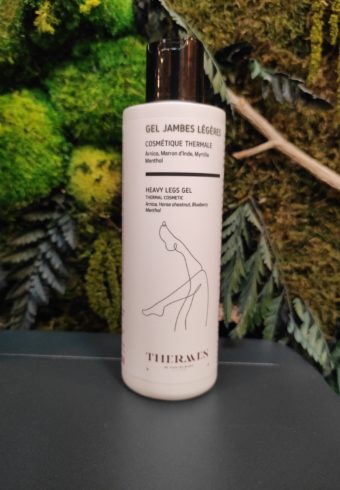 GEL JAMBES LÉGÈRES
COSMÉTIQUE THERMALE
Arnica, Marron d'Inde, Myrtille
Menthol
HEAVY LEGS GEL
THERMAL COSMETIC
Arnica, Horse chestnut, Blueberry
Menthol
THERMES